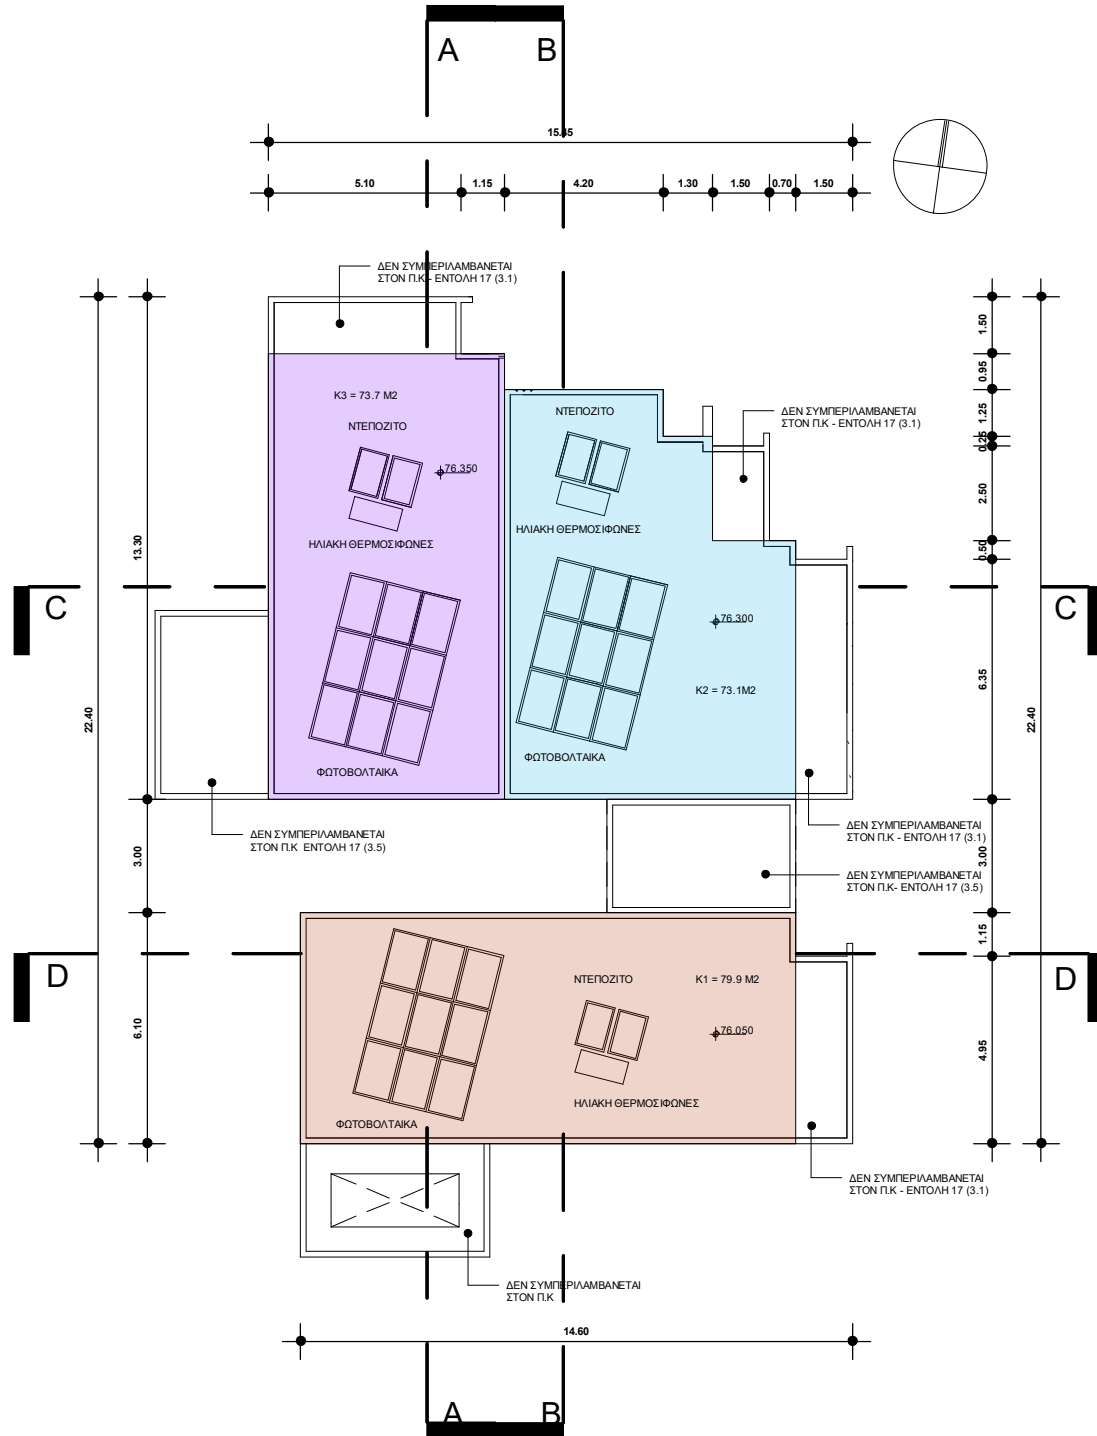 A
B
15.45
5.10
1.15
4.20
1.30
1.50
0.70
1.50
ΔΕΝ ΣΥΜΠΕΡΙΛΑΜΒΑΝΕΤΑΙ
ΣΤΟΝ Π.Κ - ΕΝΤΟΛΗ 17 (3.1)
1.50
0.95
1.25
0.25
2.50
0.50
6.35
3.00
1.15
4.95
22.40
13.30
3.00
6.10
22.40
K3 = 73.7 M2
ΝΤΕΠΟΖΙΤΟ
76.350
ΗΛΙΑΚΗ ΘΕΡΜΟΣΙΦΩΝΕΣ
ΦΩΤΟΒΟΛΤΑΙΚΑ
ΝΤΕΠΟΖΙΤΟ
ΔΕΝ ΣΥΜΠΕΡΙΛΑΜΒΑΝΕΤΑΙ
ΣΤΟΝ Π.Κ - ΕΝΤΟΛΗ 17 (3.1)
ΗΛΙΑΚΗ ΘΕΡΜΟΣΙΦΩΝΕΣ
76.300
K2 = 73.1M2
ΦΩΤΟΒΟΛΤΑΙΚΑ
C
C
ΔΕΝ ΣΥΜΠΕΡΙΛΑΜΒΑΝΕΤΑΙ
ΣΤΟΝ Π.Κ ΕΝΤΟΛΗ 17 (3.5)
ΔΕΝ ΣΥΜΠΕΡΙΛΑΜΒΑΝΕΤΑΙ
ΣΤΟΝ Π.Κ - ΕΝΤΟΛΗ 17 (3.1)
ΔΕΝ ΣΥΜΠΕΡΙΛΑΜΒΑΝΕΤΑΙ
ΣΤΟΝ Π.Κ- ΕΝΤΟΛΗ 17 (3.5)
D
D
ΝΤΕΠΟΖΙΤΟ
K1 = 79.9 M2
76.050
ΗΛΙΑΚΗ ΘΕΡΜΟΣΙΦΩΝΕΣ
ΦΩΤΟΒΟΛΤΑΙΚΑ
ΔΕΝ ΣΥΜΠΕΡΙΛΑΜΒΑΝΕΤΑΙ
ΣΤΟΝ Π.Κ - ΕΝΤΟΛΗ 17 (3.1)
ΔΕΝ ΣΥΜΠΕΡΙΛΑΜΒΑΝΕΤΑΙ
ΣΤΟΝ Π.Κ
14.60
A
B